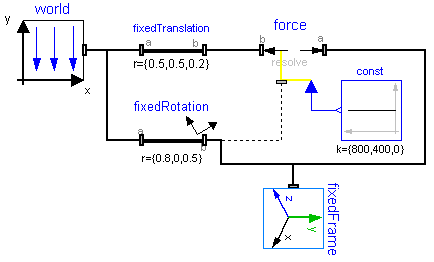 world
y
x
fixedTranslation
a
b
r={0.5,0.5,0.2}
force
b
a
resolve
const
k={800,400,0}
fixedRotation
a
b
r={0.8,0,0.5}
fixedFrame
z
y
x